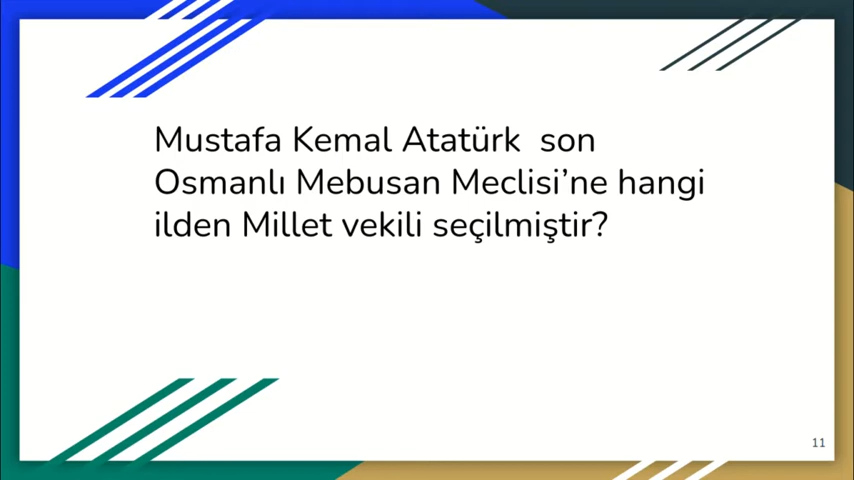 Mustafa Kemal Atatürk  son
Osmanlı Mebusan Meclisi’ne hangi
ilden Millet vekili seçilmiştir?
11